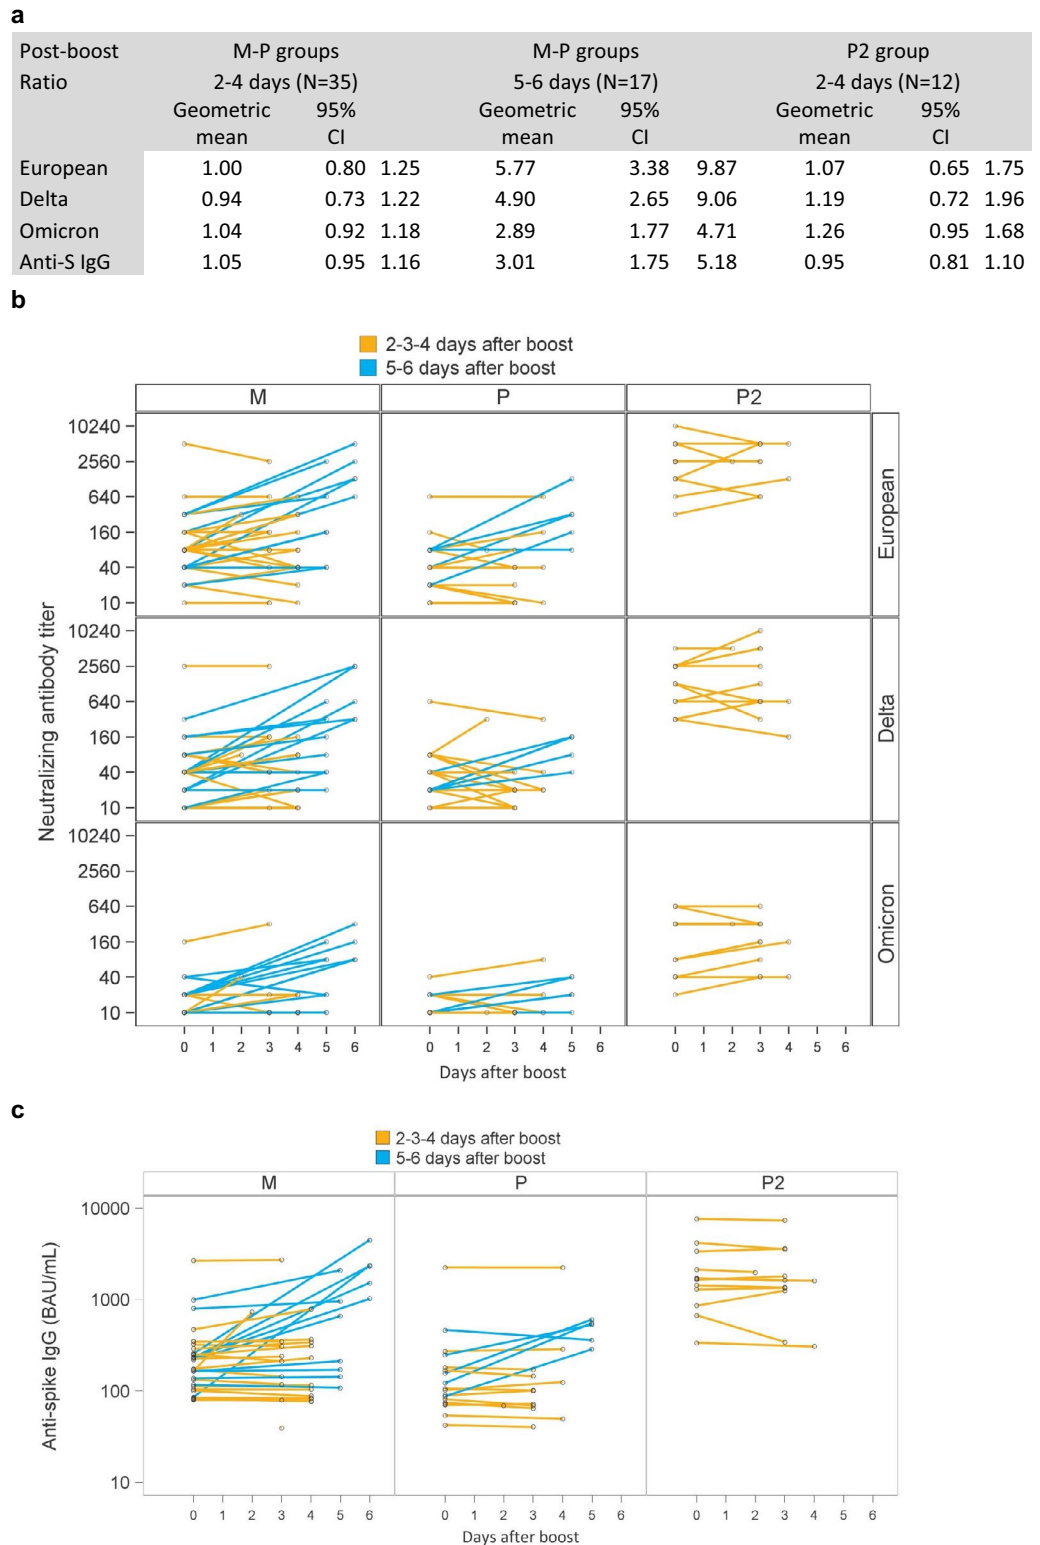 a
Post-boost M-P groups M-P groups P2 group
Ratio 2-4 days (N=35) 5-6 days (N=17) 2-4 days (N=12)
Geometric 95% Geometric 95% Geometric 95%
mean CI mean CI mean CI
European 1.00 0.80 1.25 5.77 3.38 9.87 1.07 0.65 1.75
Delta 0.94 0.73 1.22 4.90 2.65 9.06 1.19 0.72 1.96
Omicron 1.04 0.92 1.18 2.89 1.77 4.71 1.26 0.95 1.68
Anti-S IgG 1.05 0.95 1.16 3.01 1.75 5.18 0.95 0.81 1.10
b
2-3-4 days after boost
5-6 days after boost
M P P2
Neutralizing antibody titer
10240
2560
640
160
40
10
European
10240
2560
640
160
40
10
Delta
10240
2560
640
160
40
10
Omicron
0 1 2 3 4 5 6 0 1 2 3 4 5 6 0 1 2 3 4 5 6
Days after boost
c
2-3-4 days after boost
5-6 days after boost
M P P2
Anti-spike IgG (BAU/mL)
10000
1000
100
10
0 1 2 3 4 5 6 0 1 2 3 4 5 6 0 1 2 3 4 5 6
Days after boost